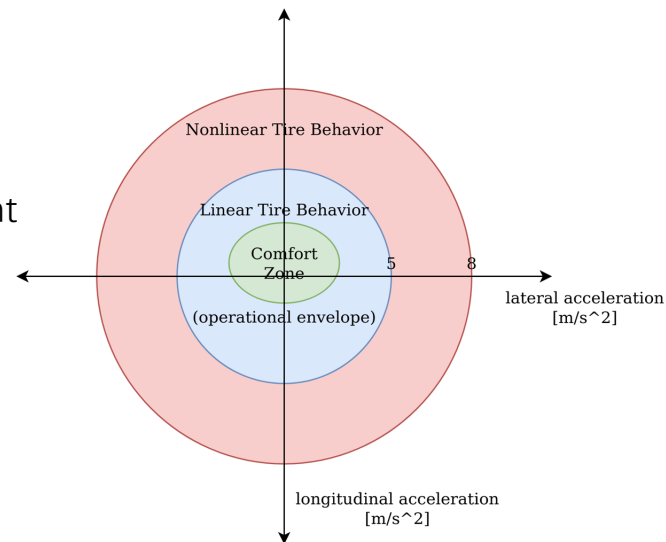 Nonlinear Tire Behavior
Linear Tire Behavior
Comfort
Zone
5
8
(operational envelope)
lateral acceleration
[m/s^2]
longitudinal acceleration
[m/s^2]